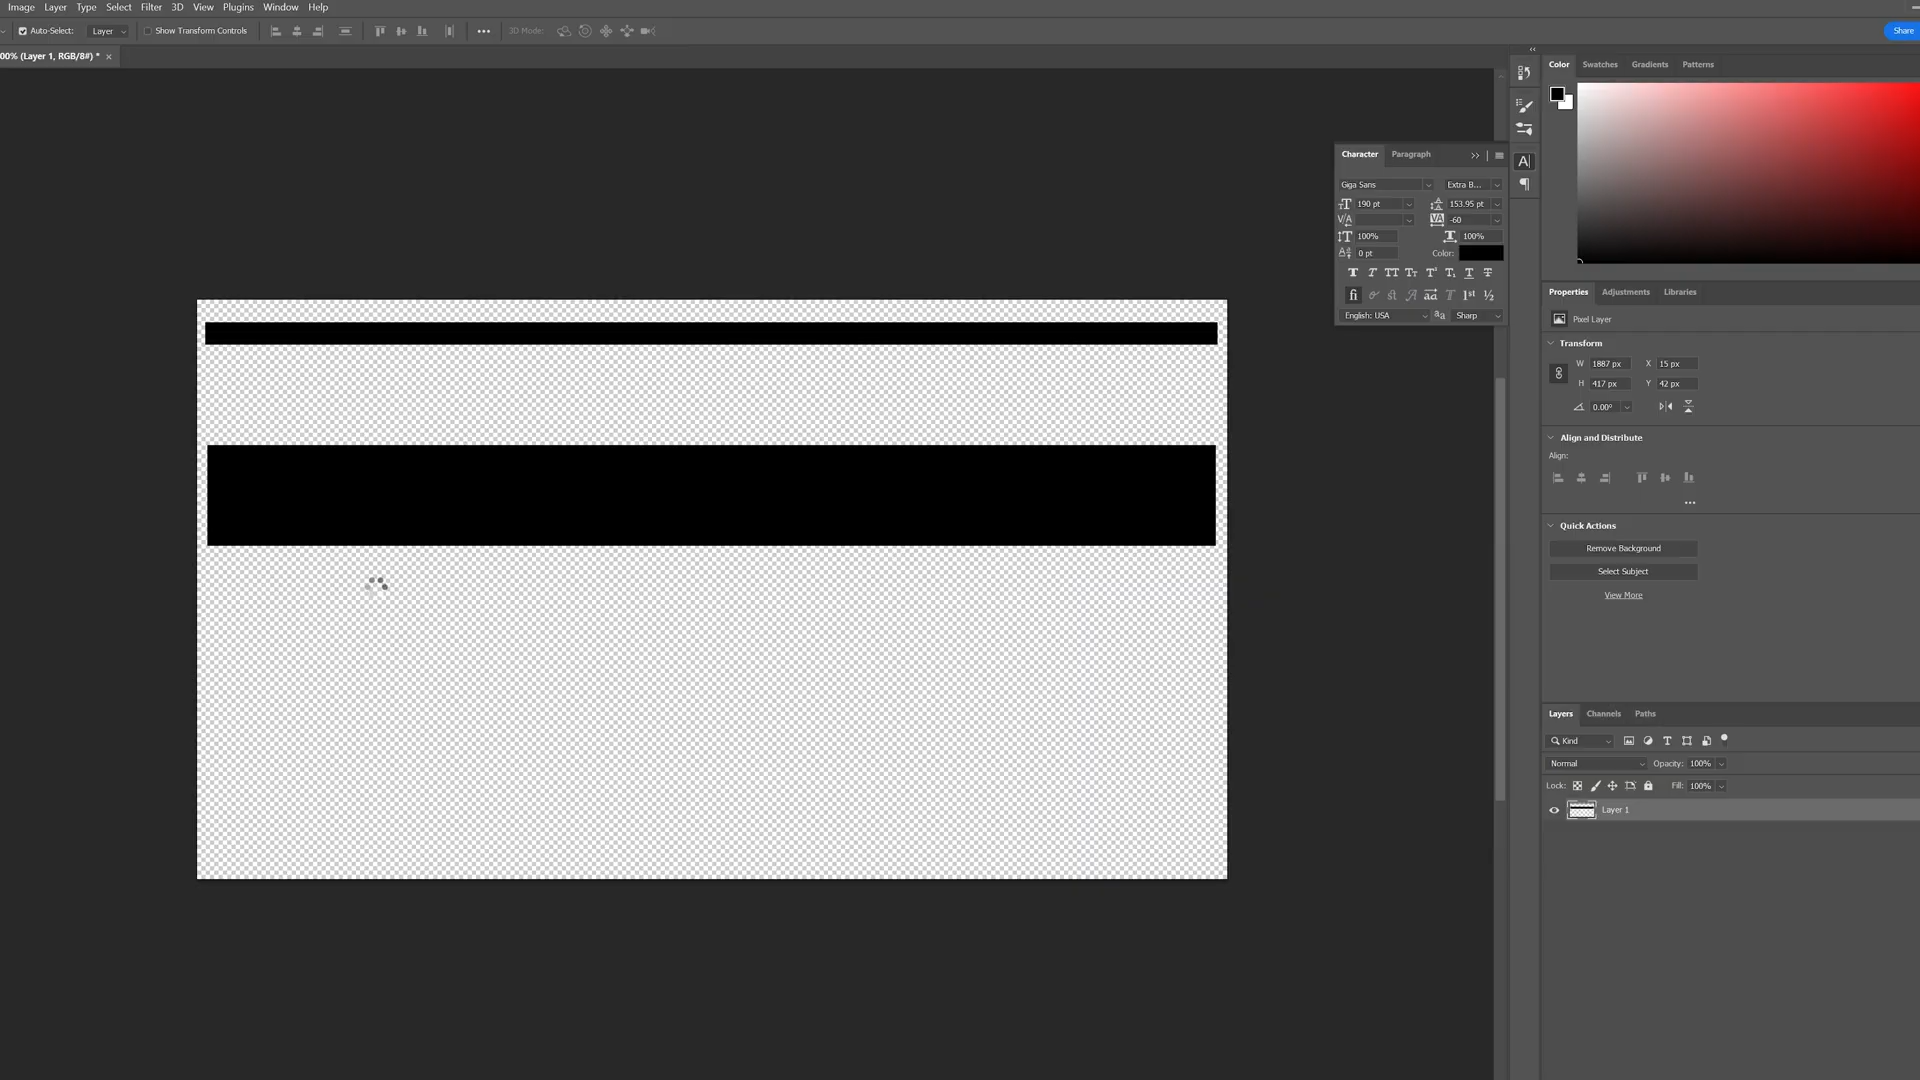 Image Layer Type Select Filter 3D View Plugins Window Help
Auto-Select: Layer Show Transform Controls ••• 3D Mode: Share
00% (Layer 1, RGB/8#) * ×
Color Swatches Gradients Patterns
Character Paragraph
Giga Sans Extra B...
190 pt 153.95 pt
-60
100% 100%
0 pt Color:
English: USA Sharp
Properties Adjustments Libraries
Pixel Layer
Transform
W 1887 px X 15 px
H 417 px Y 42 px
0.00°
Align and Distribute
Align:
•••
Quick Actions
Remove Background
Select Subject
View More
Layers Channels Paths
Kind
Normal Opacity: 100%
Lock: Fill: 100%
Layer 1